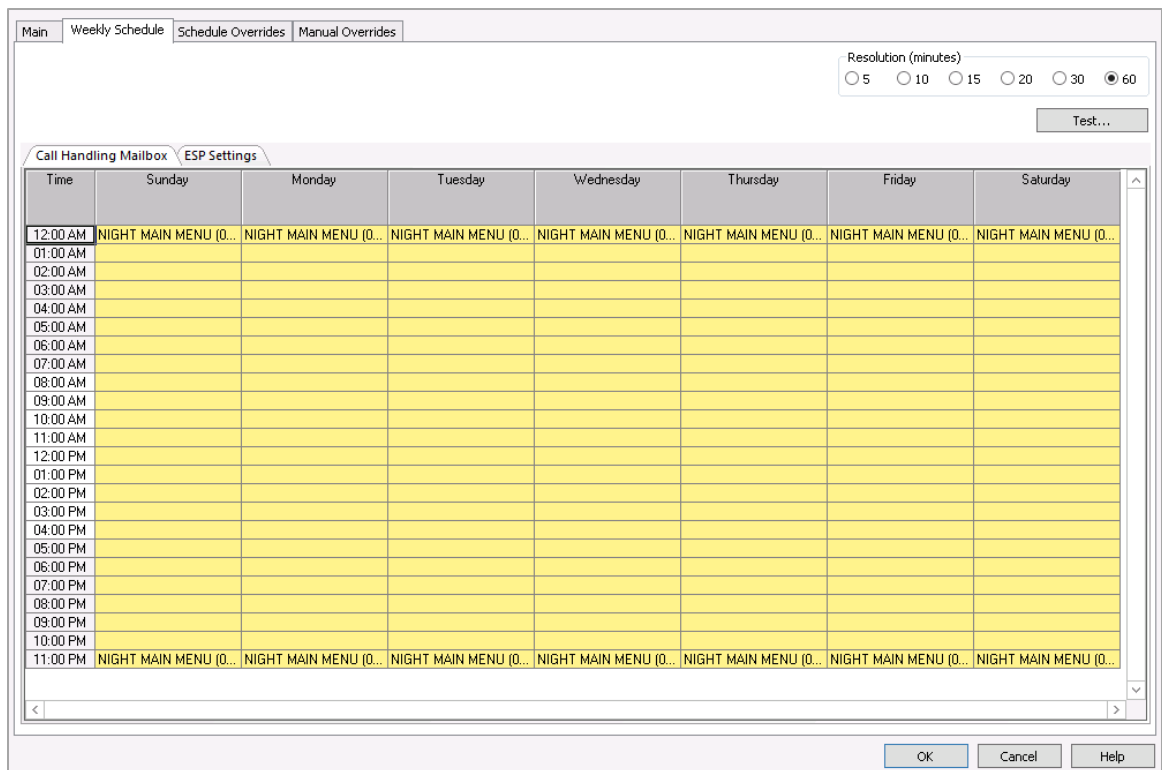 Main Weekly Schedule Schedule Overrides Manual Overrides
Resolution (minutes)
5 10 15 20 30 60
Test...
Call Handling Mailbox ESP Settings
Time Sunday Monday Tuesday Wednesday Thursday Friday Saturday
12:00 AM NIGHT MAIN MENU (0... NIGHT MAIN MENU (0... NIGHT MAIN MENU (0... NIGHT MAIN MENU (0... NIGHT MAIN MENU (0... NIGHT MAIN MENU (0... NIGHT MAIN MENU (0...
01:00 AM
02:00 AM
03:00 AM
04:00 AM
05:00 AM
06:00 AM
07:00 AM
08:00 AM
09:00 AM
10:00 AM
11:00 AM
12:00 PM
01:00 PM
02:00 PM
03:00 PM
04:00 PM
05:00 PM
06:00 PM
07:00 PM
08:00 PM
09:00 PM
10:00 PM
11:00 PM NIGHT MAIN MENU (0... NIGHT MAIN MENU (0... NIGHT MAIN MENU (0... NIGHT MAIN MENU (0... NIGHT MAIN MENU (0... NIGHT MAIN MENU (0... NIGHT MAIN MENU (0...
OK Cancel Help